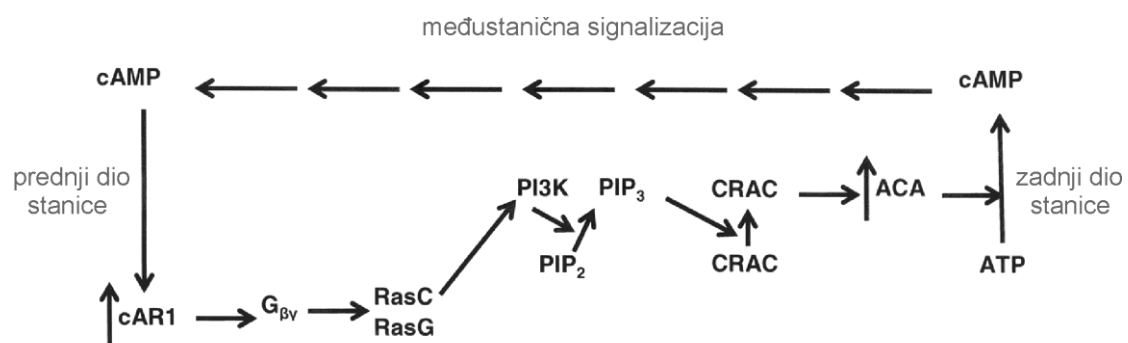 međustanična signalizacija
cAMP
cAMP
prednji dio
stanice
PI3K
PIP3
CRAC
ACA
zadnji dio
stanice
PIP2
CRAC
ATP
cAR1
Gβγ
RasC
RasG